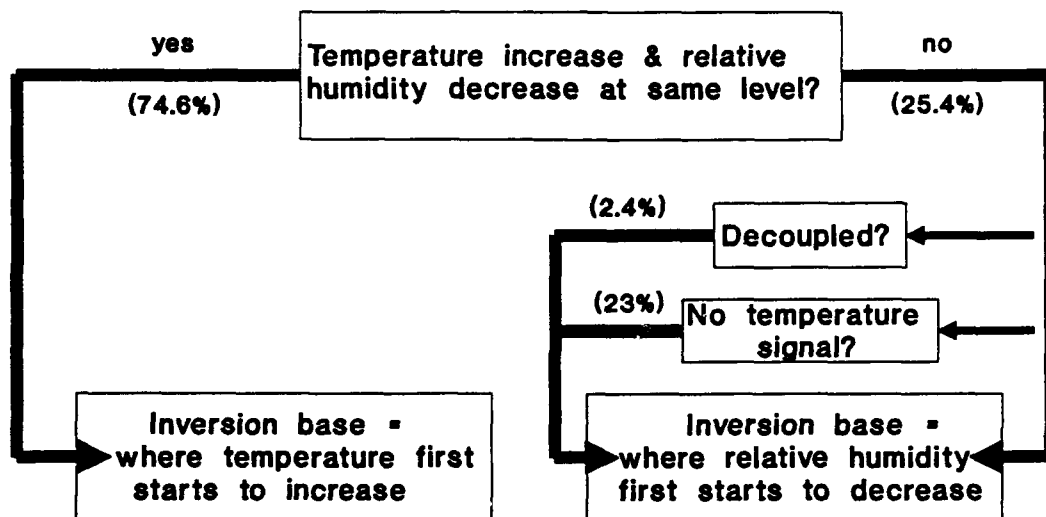 yes
Temperature increase & relative
humidity decrease at same level?
no
(74.6%)
(25.4%)
(2.4%)
Decoupled?
(23%)
No temperature
signal?
Inversion base =
where temperature first
starts to increase
Inversion base =
where relative humidity
first starts to decrease